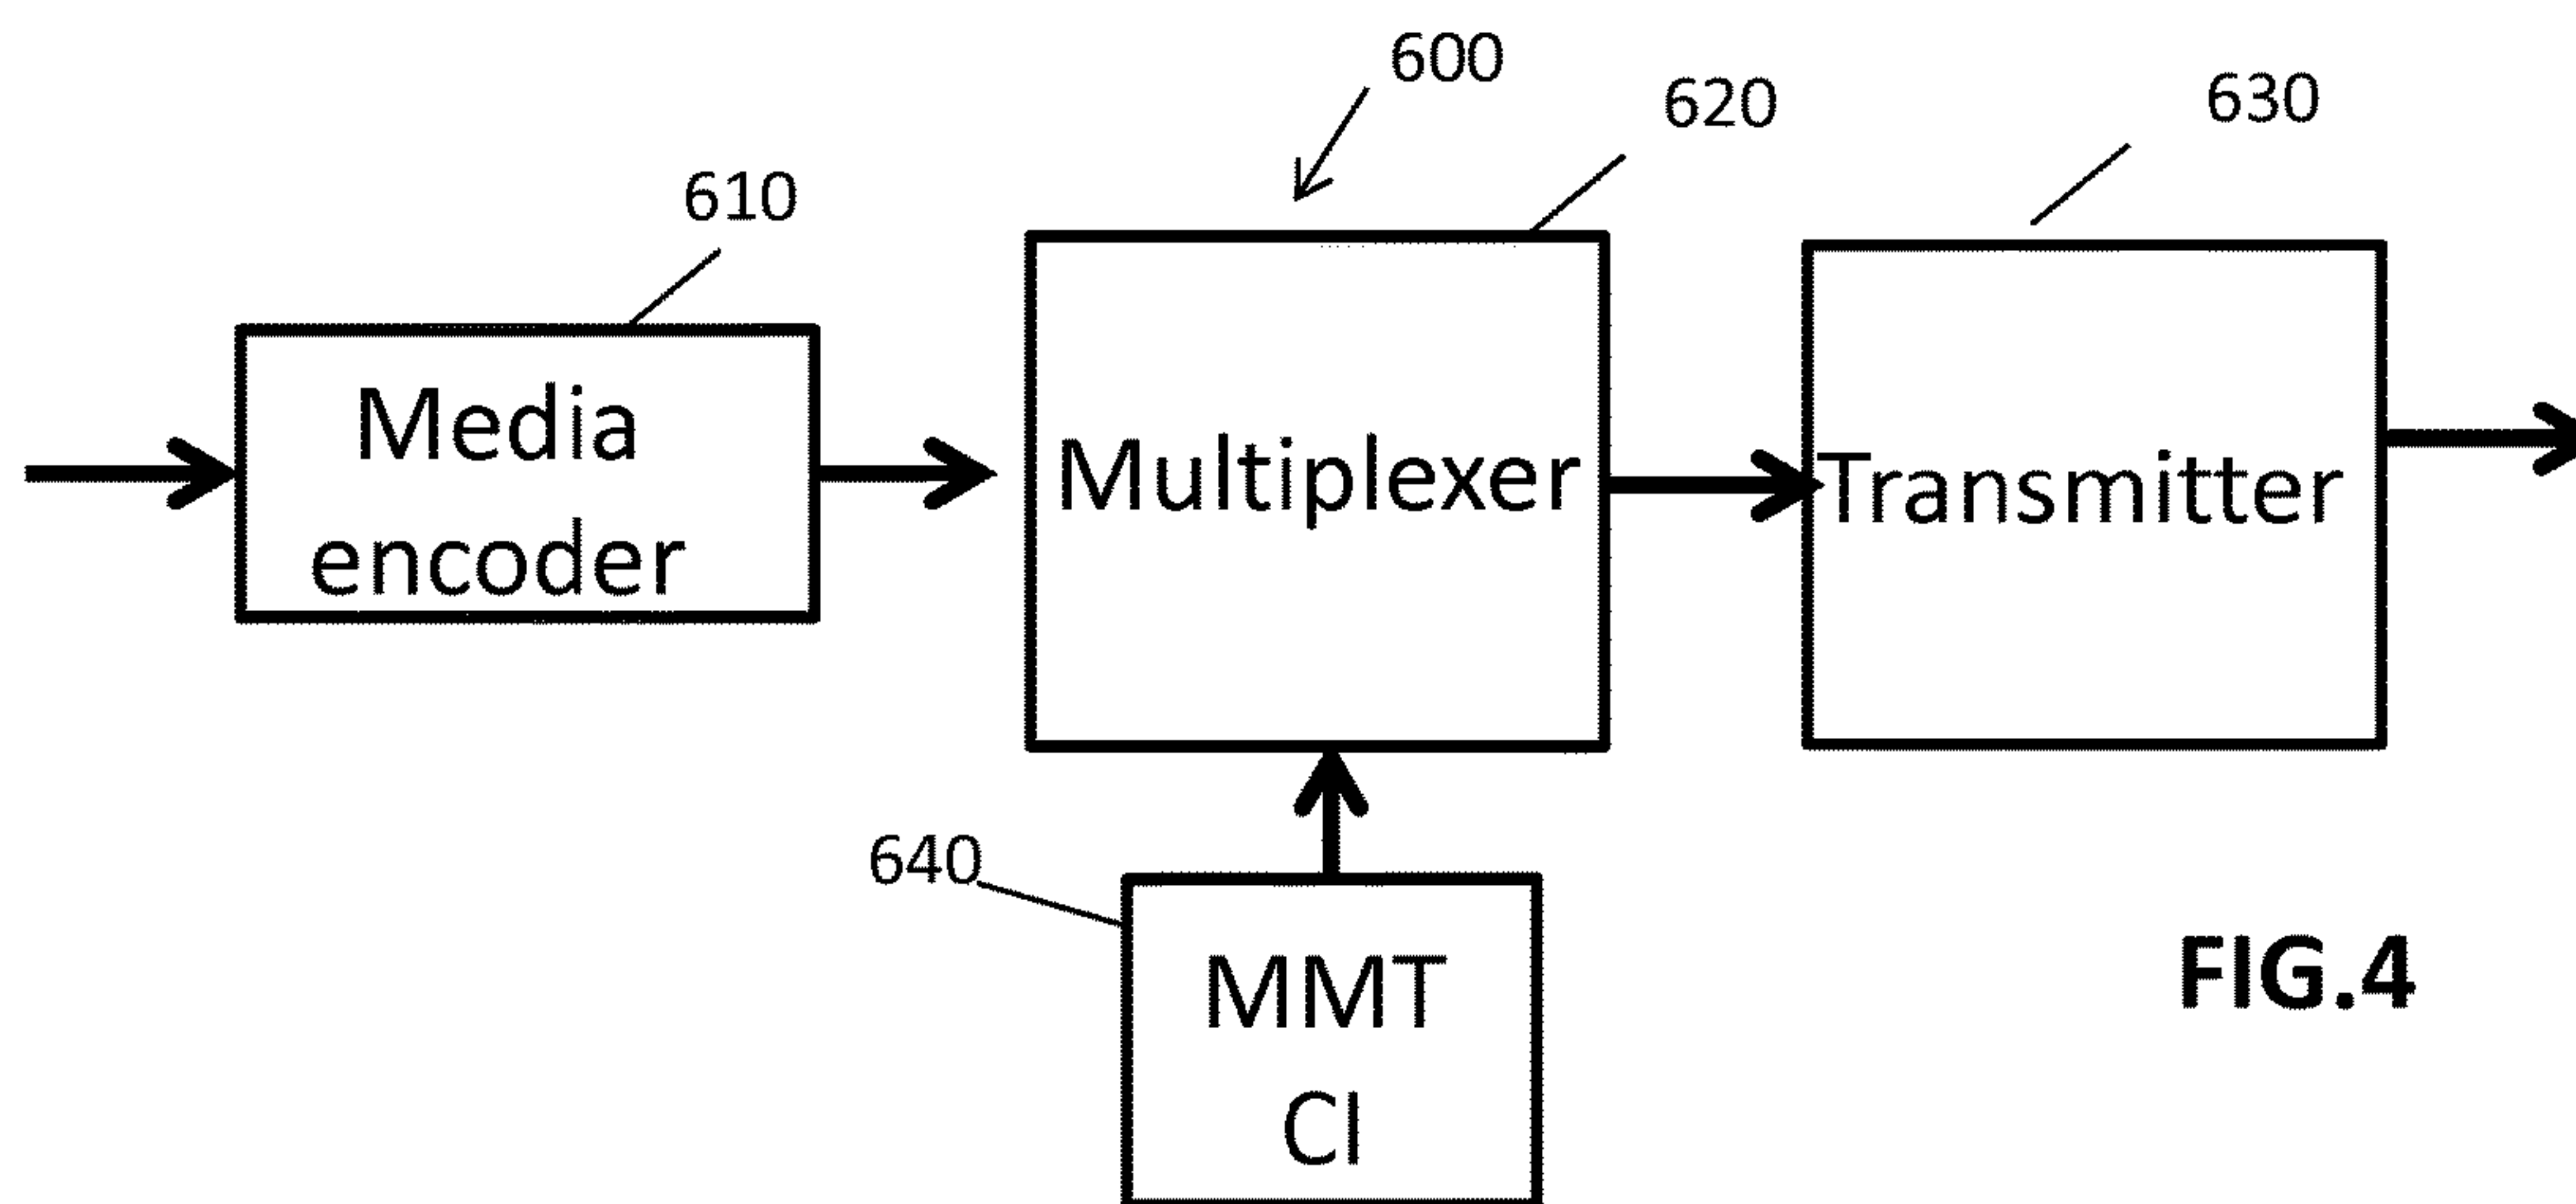 600
620
630
610
Media
encoder
Multiplexer
Transmitter
640
MMT
CI
FIG.4